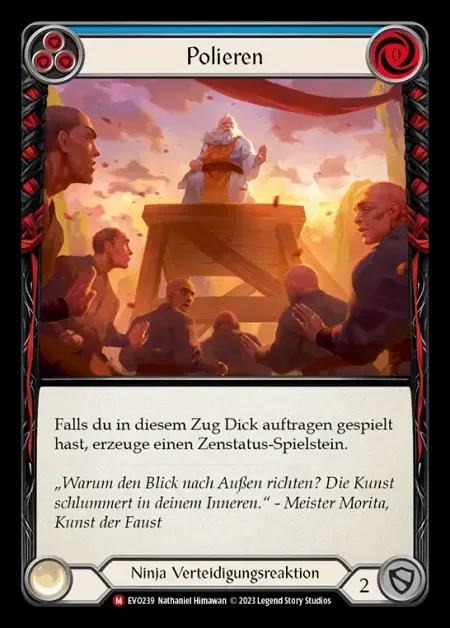 Polieren
0
Falls du in diesem Zug Dick auftragen gespielt
hast, erzeuge einen Zenstatus-Spielstein.
„Warum den Blick nach Außen richten? Die Kunst
schlummert in deinem Inneren.“ - Meister Morita,
Kunst der Faust
Ninja Verteidigungsreaktion
2
M EVO239 Nathaniel Himawan © 2023 Legend Story Studios